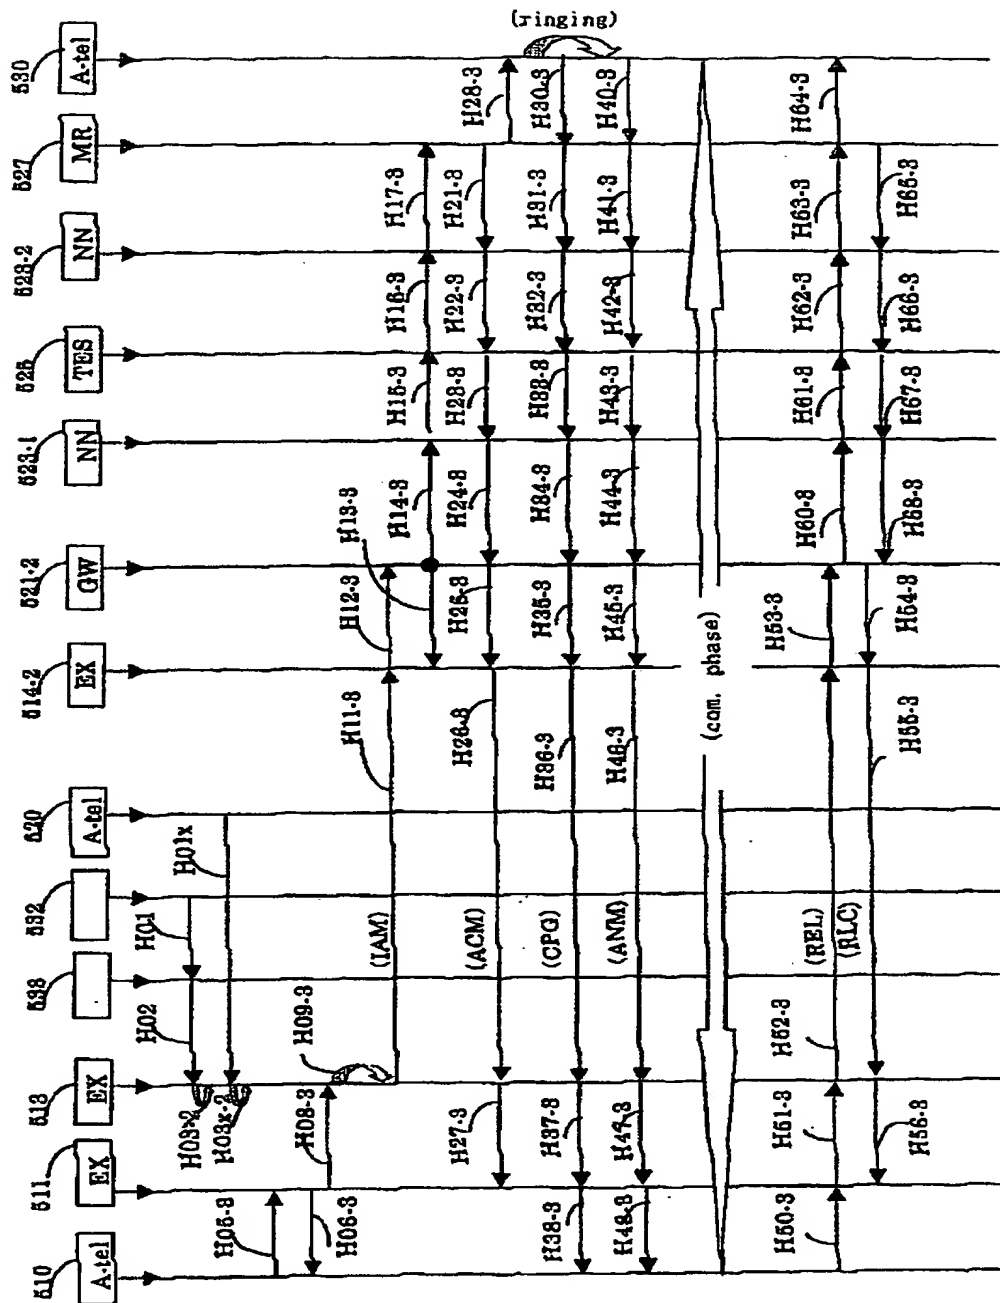 (ringing)
530
A-tel
H28-3
H30-3
H40-3
H64-3
527
MR
H17-3
H21-3
H31-3
H41-3
H63-3
H65-3
523-2
NN
H16-3
H22-3
H32-3
H42-3
H62-3
H66-3
525
TES
H15-3
H23-3
H33-3
H43-3
H61-3
H67-3
523-1
NN
H14-3
H24-3
H34-3
H44-3
H60-3
H68-3
H13-3
521-2
GW
H12-3
H25-3
H35-3
H45-3
H53-3
H54-3
514-2
EX
H11-3
H26-3
H36-3
H46-3
(com. phase)
H55-3
520
A-tel
H01x
532
H01
(IAM)
(ACM)
(CPG)
(ANM)
(REL)
(RLC)
538
H02
H09-3
H52-3
513
EX
H03-2
H03x-2
H08-3
H27-3
H37-3
H47-3
H51-3
H56-3
511
EX
H05-3
H06-3
H38-3
H48-3
H50-3
510
A-tel